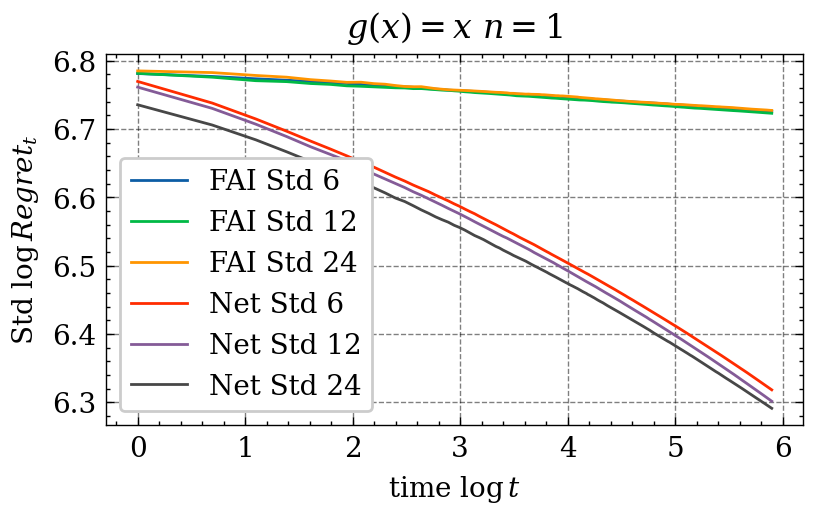 g(x) = x n = 1
Std log Regret_t
6.8
6.7
6.6
6.5
6.4
6.3
FAI Std 6
FAI Std 12
FAI Std 24
Net Std 6
Net Std 12
Net Std 24
0 1 2 3 4 5 6
time log t